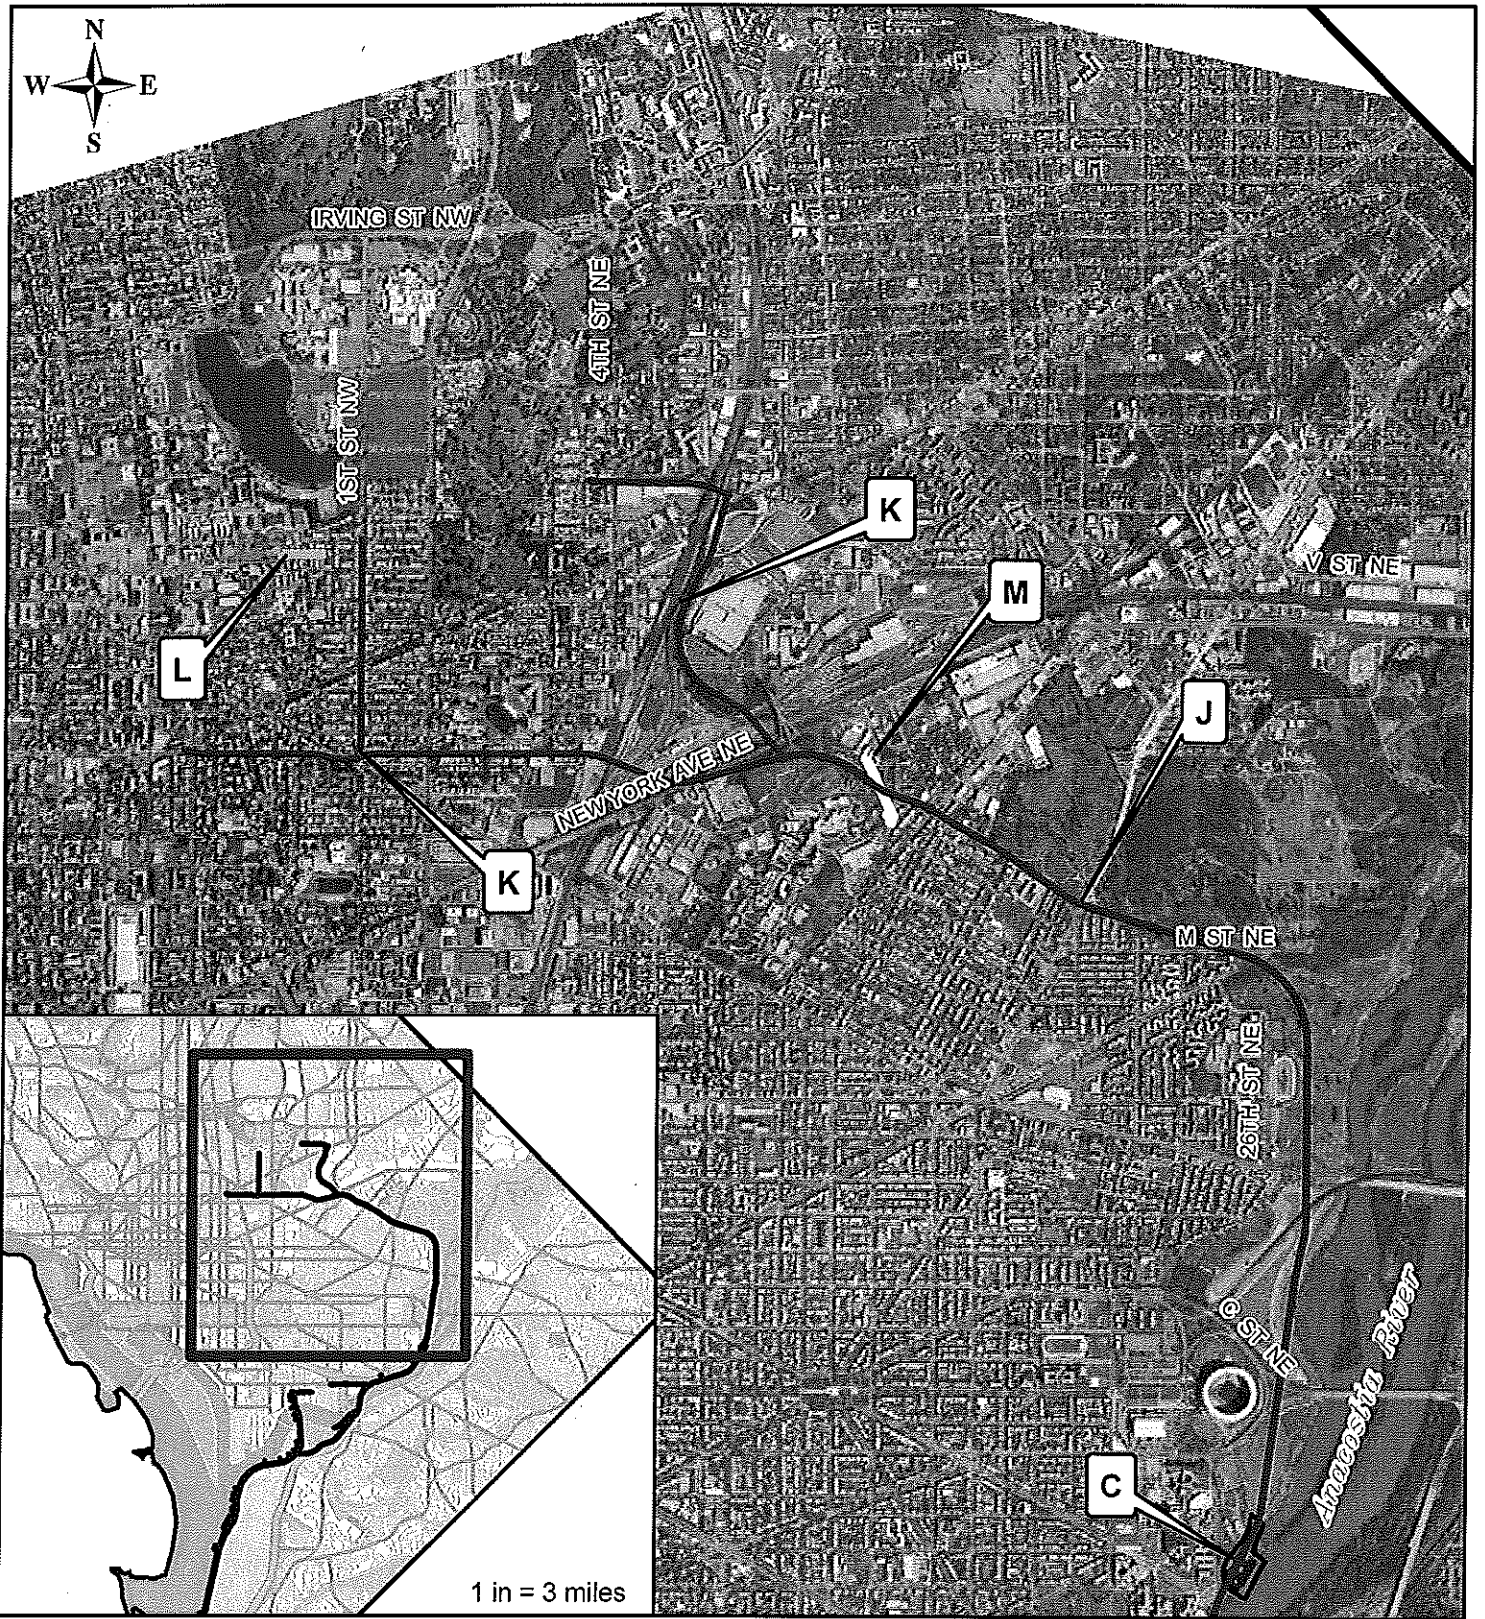 N
W E
S
IRVING ST NW
4TH ST NE
1ST ST NW
K
V ST NE
M
L
J
NEW YORK AVE NE
K
M ST NE
26TH ST NE
C ST NE
Anacostia River
C
1 in = 3 miles